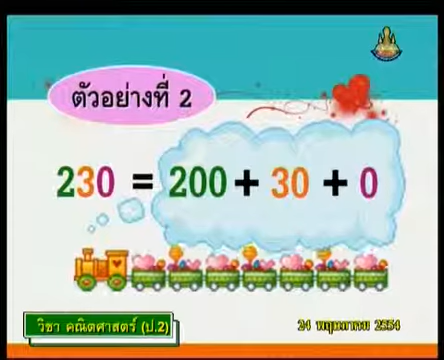 ตัวอย่างที่ 2
230 = 200 + 30 + 0
วิชา คณิตศาสตร์ (ป.2)
24 พฤษภาคม 2554